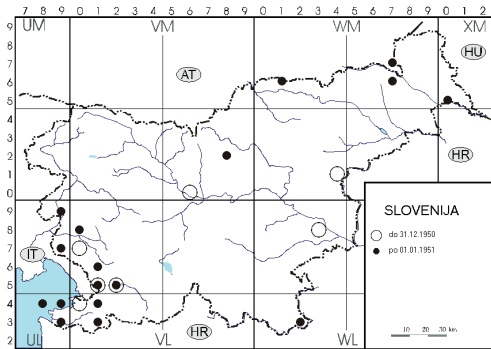 7 8 9 0 1 2 3 4 5 6 7 8 9 0 1 2 3 4 5 6 7 8 9 0 1 2
UM VM WM XM
9
8
7
6
5
4
3
2
1
0
9
8
7
6
5
4
3
2
AT
HU
HR
IT
HR
UL VL WL
SLOVENIJA
do 31.12.1950
po 01.01.1951
10 20 30 km